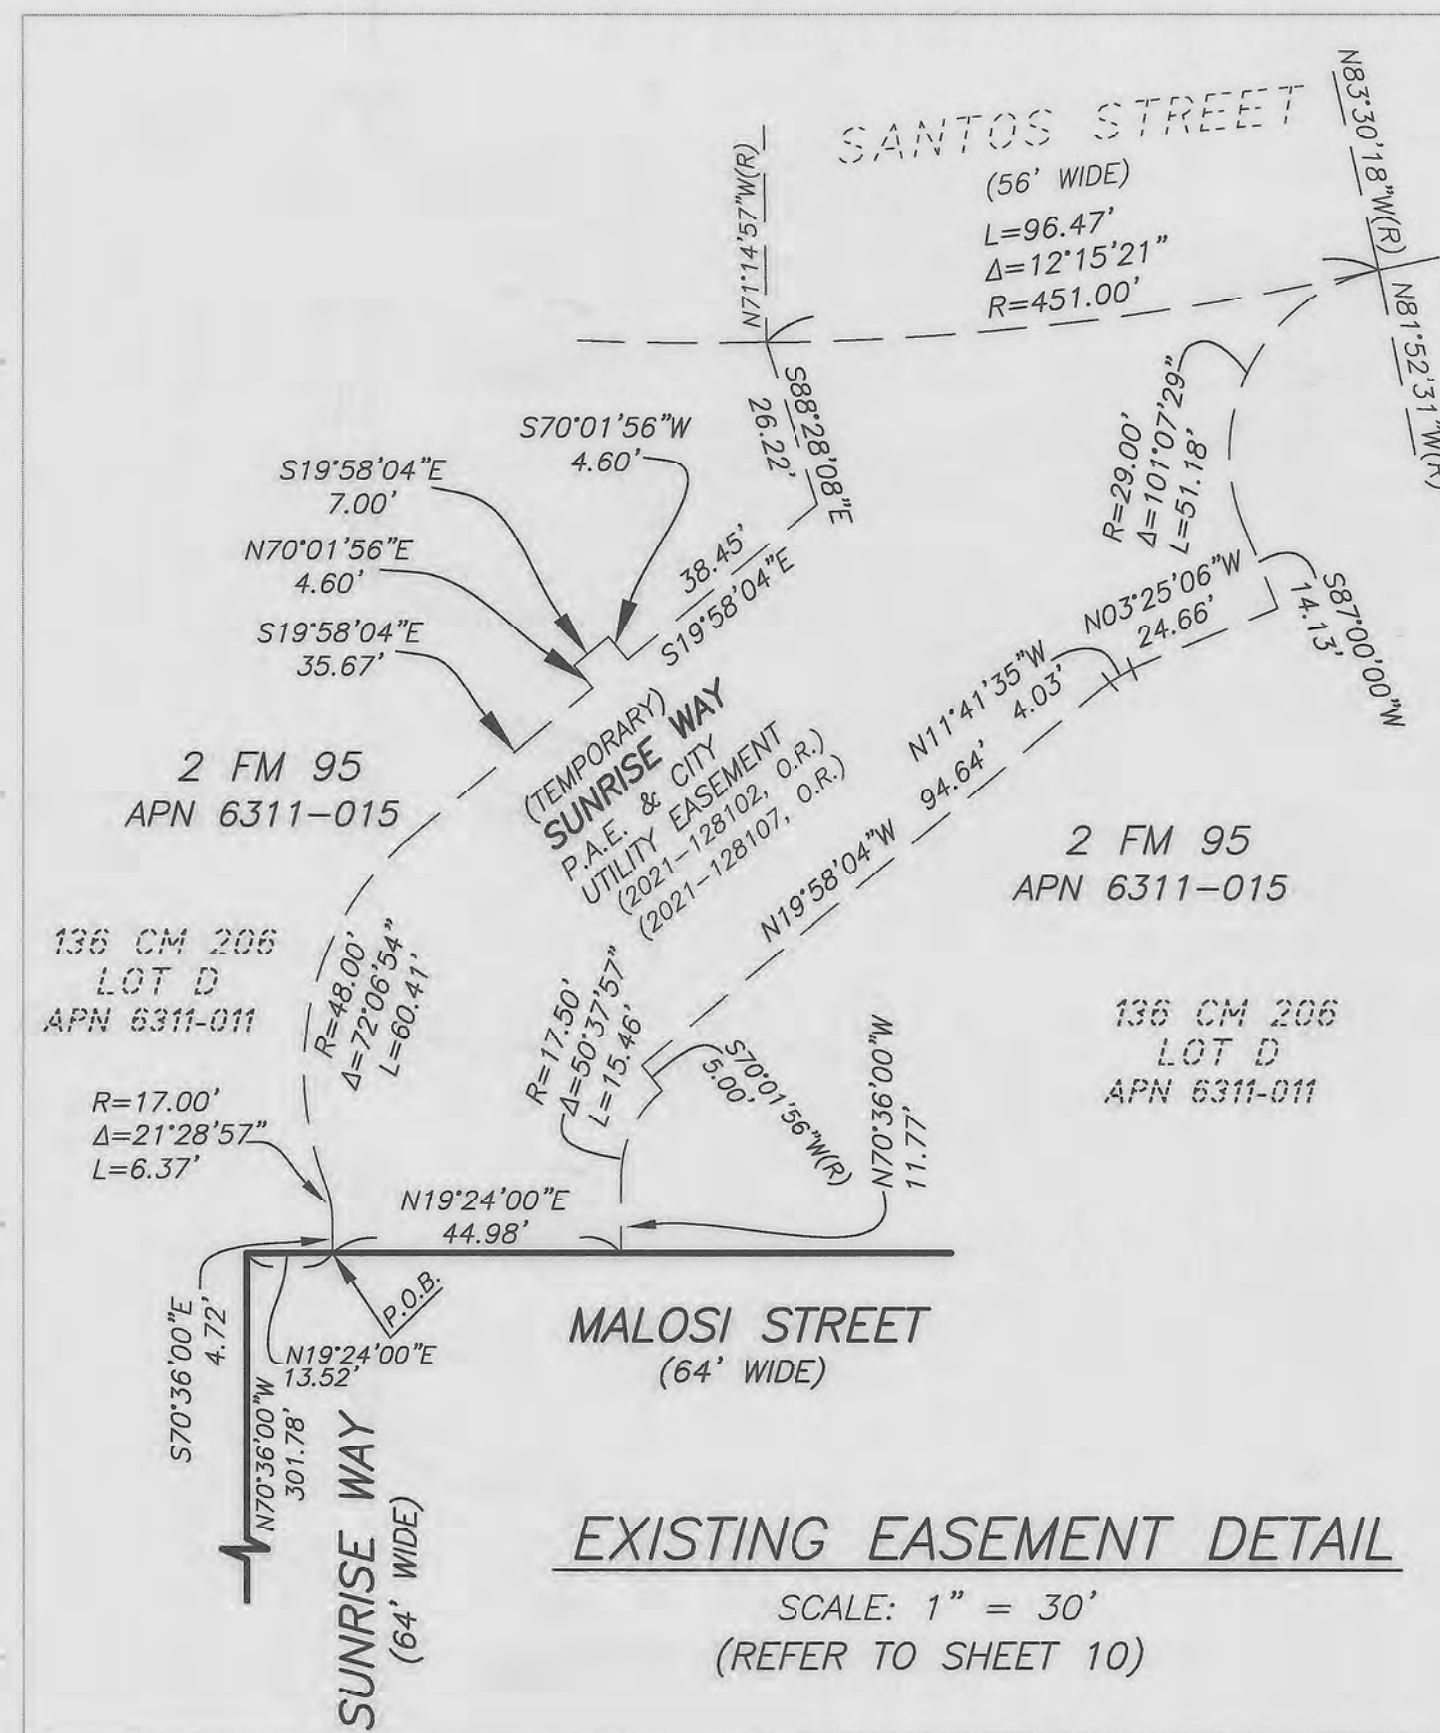 SANTOS STREET
(56' WIDE)
L=96.47'
Δ=12°15'21"
R=451.00'
N83°30'18"W(R)
N81°52'31"W(R)
N71°14'57"W(R)
S88°28'08"E
26.22'
S70°01'56"W
4.60'
S19°58'04"E
7.00'
N70°01'56"E
4.60'
S19°58'04"E
35.67'
38.45'
S19°58'04"E
R=29.00'
Δ=101°07'29"
L=51.18'
N03°25'06"W
24.66'
S87°00'00"W
14.13'
N11°41'35"W
4.03'
94.64'
N19°58'04"W
(TEMPORARY)
SUNRISE WAY
P.A.E. & CITY
UTILITY EASEMENT
(2021-128102, O.R.)
(2021-128107, O.R.)
2 FM 95
APN 6311-015
2 FM 95
APN 6311-015
136 CM 206
LOT D
APN 6311-011
136 CM 206
LOT D
APN 6311-011
R=48.00'
Δ=72°06'54"
L=60.41'
R=17.50'
Δ=50°37'57"
L=15.46'
S70°01'56"W(R)
5.00'
N70°36'00"W
11.77'
R=17.00'
Δ=21°28'57"
L=6.37'
N19°24'00"E
44.98'
P.O.B.
S70°36'00"E
4.72'
N19°24'00"E
13.52'
N70°36'00"W
301.78'
MALOSI STREET
(64' WIDE)
SUNRISE WAY
(64' WIDE)
EXISTING EASEMENT DETAIL
SCALE: 1" = 30'
(REFER TO SHEET 10)